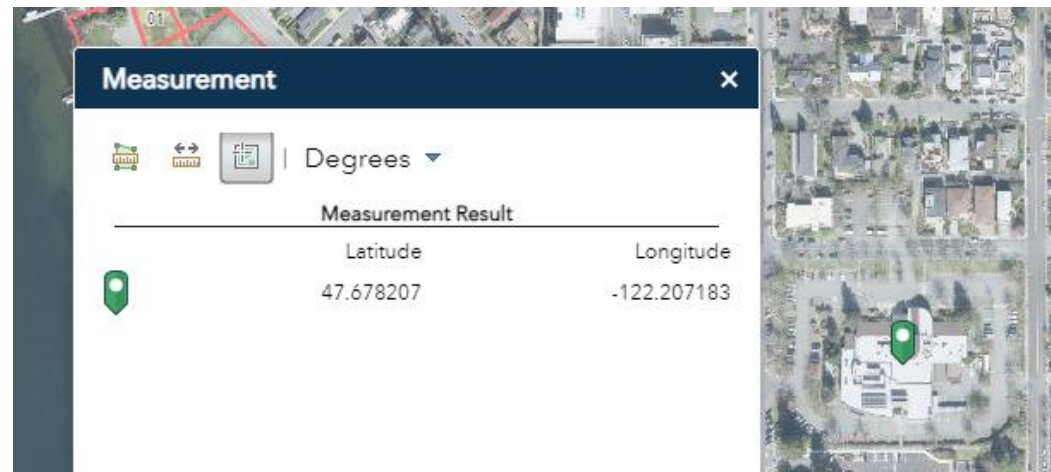 01
Measurement ×
| Degrees
Measurement Result
Latitude Longitude
47.678207 -122.207183